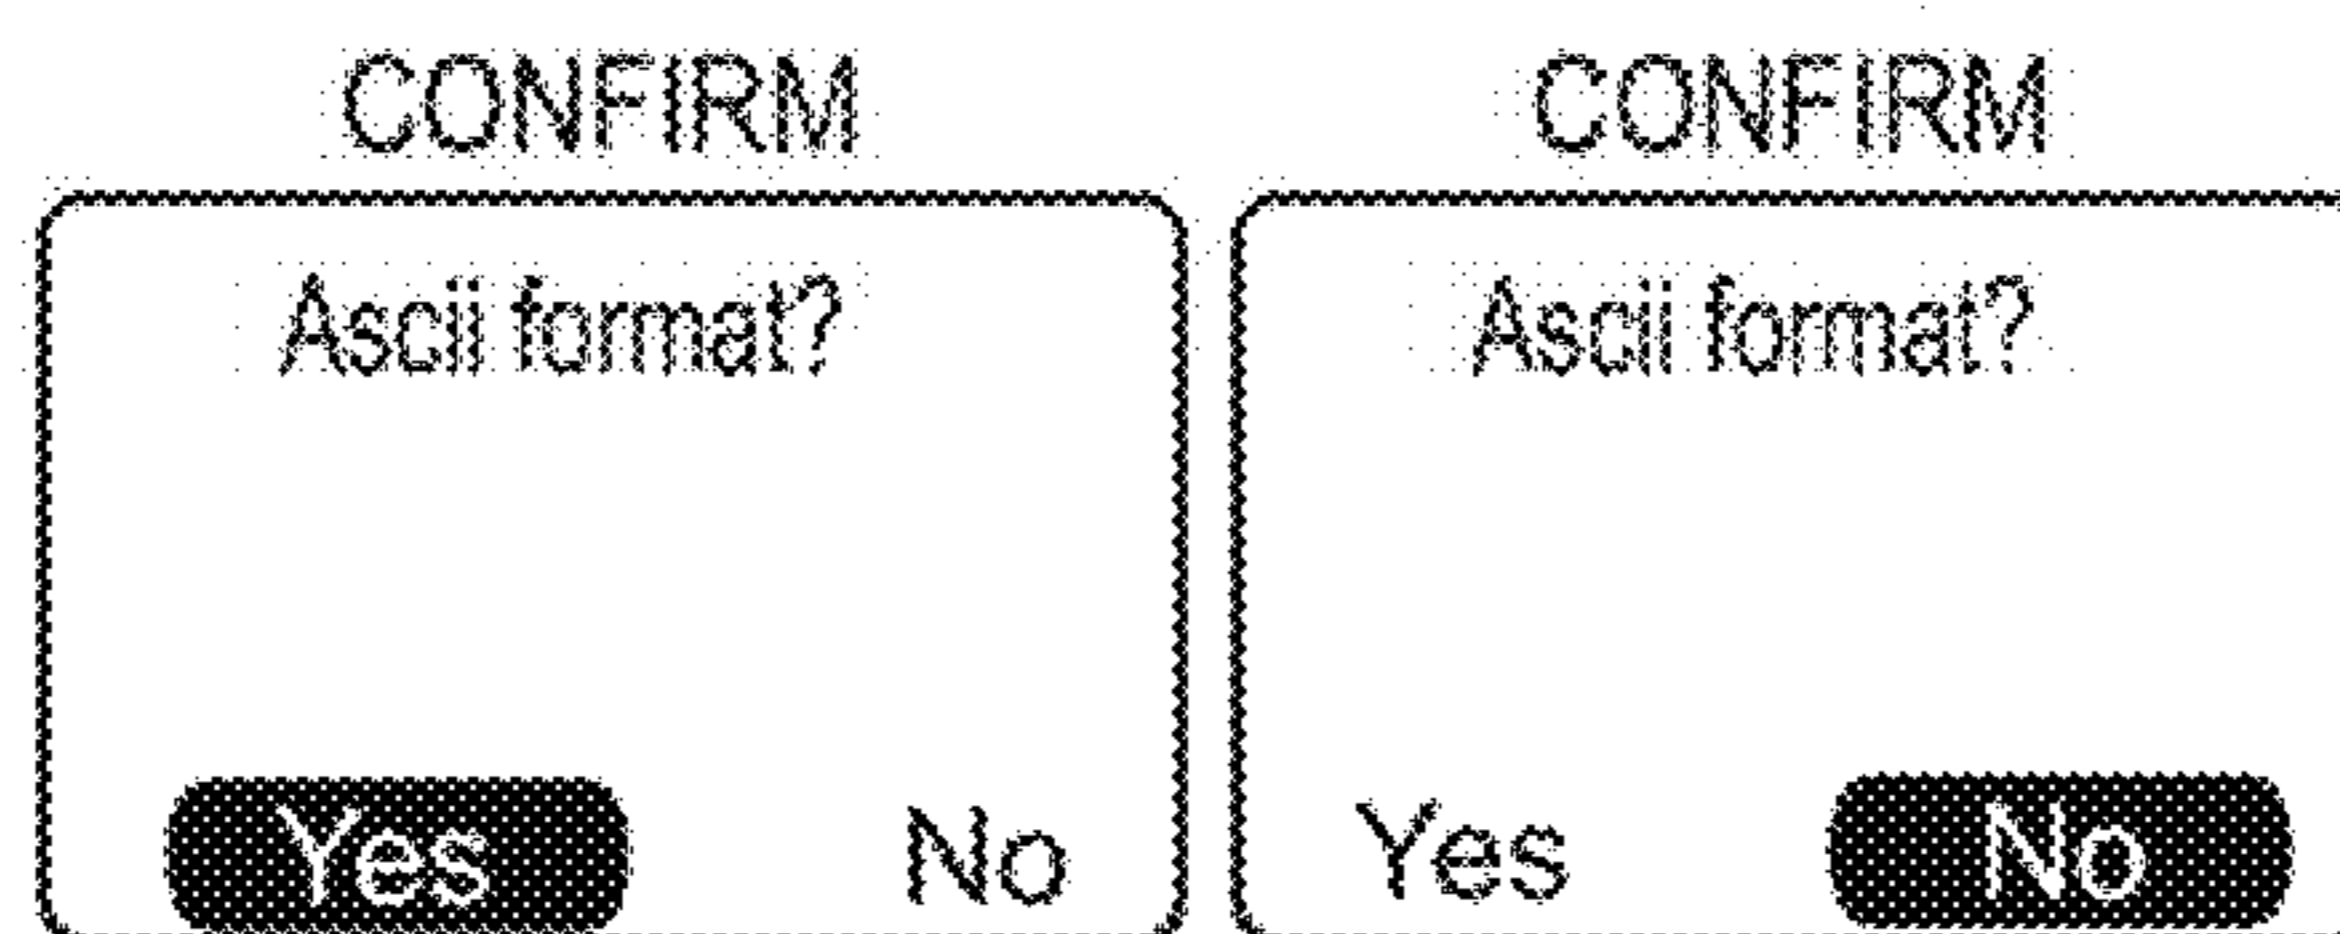 CONFIRM
Ascii format?
Yes No
CONFIRM
Ascii format?
Yes No